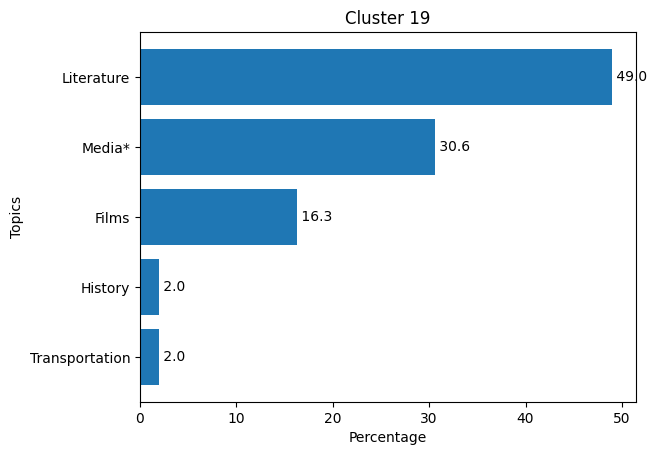 Cluster 19
Topics
Literature 49.0
Media* 30.6
Films 16.3
History 2.0
Transportation 2.0
0 10 20 30 40 50
Percentage